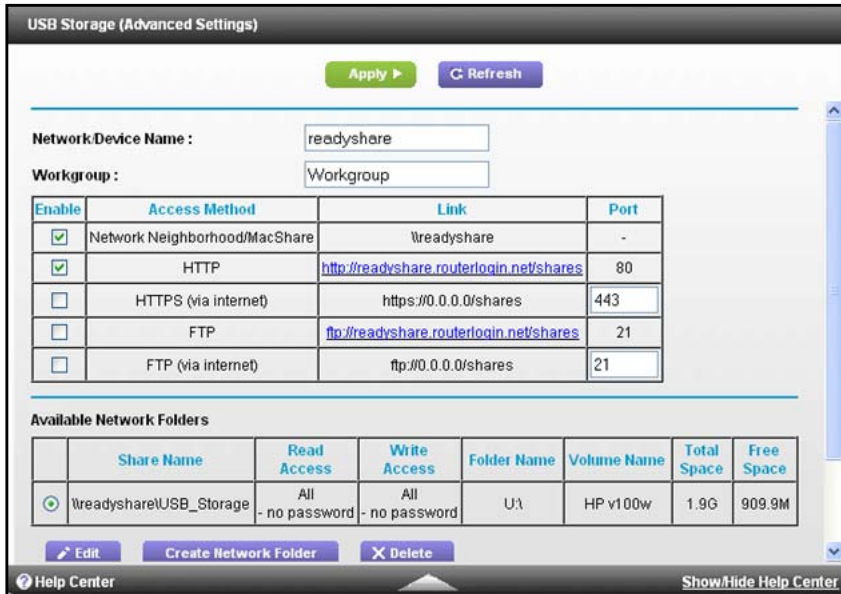 USB Storage (Advanced Settings)
Apply
Refresh
Network/Device Name :
readyshare
Workgroup :
Workgroup
Enable Access Method Link Port
Network Neighborhood/MacShare \\readyshare -
HTTP http://readyshare.routerlogin.net/shares 80
HTTPS (via internet) https://0.0.0.0/shares 443
FTP ftp://readyshare.routerlogin.net/shares 21
FTP (via internet) ftp://0.0.0.0/shares 21
Available Network Folders
Share Name Read Access Write Access Folder Name Volume Name Total Space Free Space
\\readyshare\USB_Storage All - no password All - no password U:\ HP v100w 1.9G 909.9M
Edit
Create Network Folder
Delete
Help Center
Show/Hide Help Center